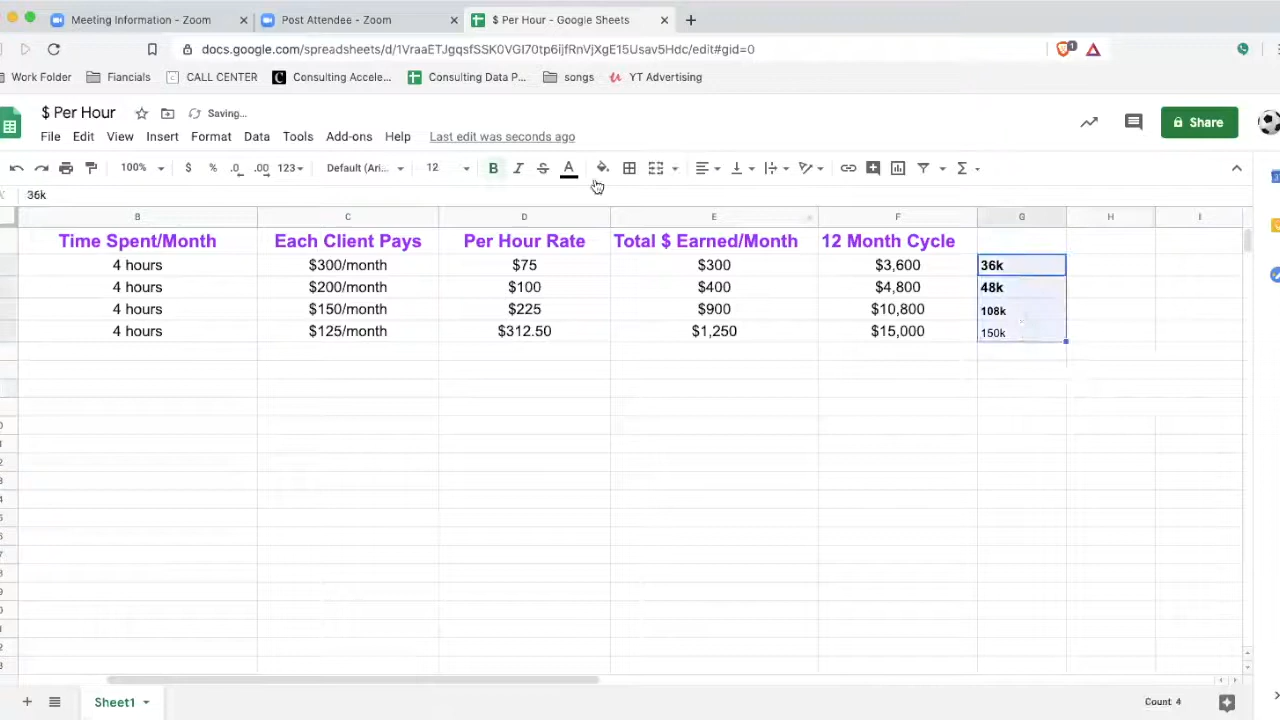 Meeting Information - Zoom
Post Attendee - Zoom
$ Per Hour - Google Sheets
docs.google.com/spreadsheets/d/1VraaETJgqsfSSK0VGI70tp6ijfRnVjXgE15Usav5Hdc/edit#gid=0
1
Work Folder
Fiancials
CALL CENTER
Consulting Accele...
Consulting Data P...
songs
YT Advertising
$ Per Hour
Saving...
File Edit View Insert Format Data Tools Add-ons Help Last edit was seconds ago
Share
100% $ % .0 .00 123 Default (Ari... 12 B I S A
36k
B C D E F G H I
Time Spent/Month Each Client Pays Per Hour Rate Total $ Earned/Month 12 Month Cycle
4 hours $300/month $75 $300 $3,600 36k
4 hours $200/month $100 $400 $4,800 48k
4 hours $150/month $225 $900 $10,800 108k
4 hours $125/month $312.50 $1,250 $15,000 150k
Sheet1
Count: 4